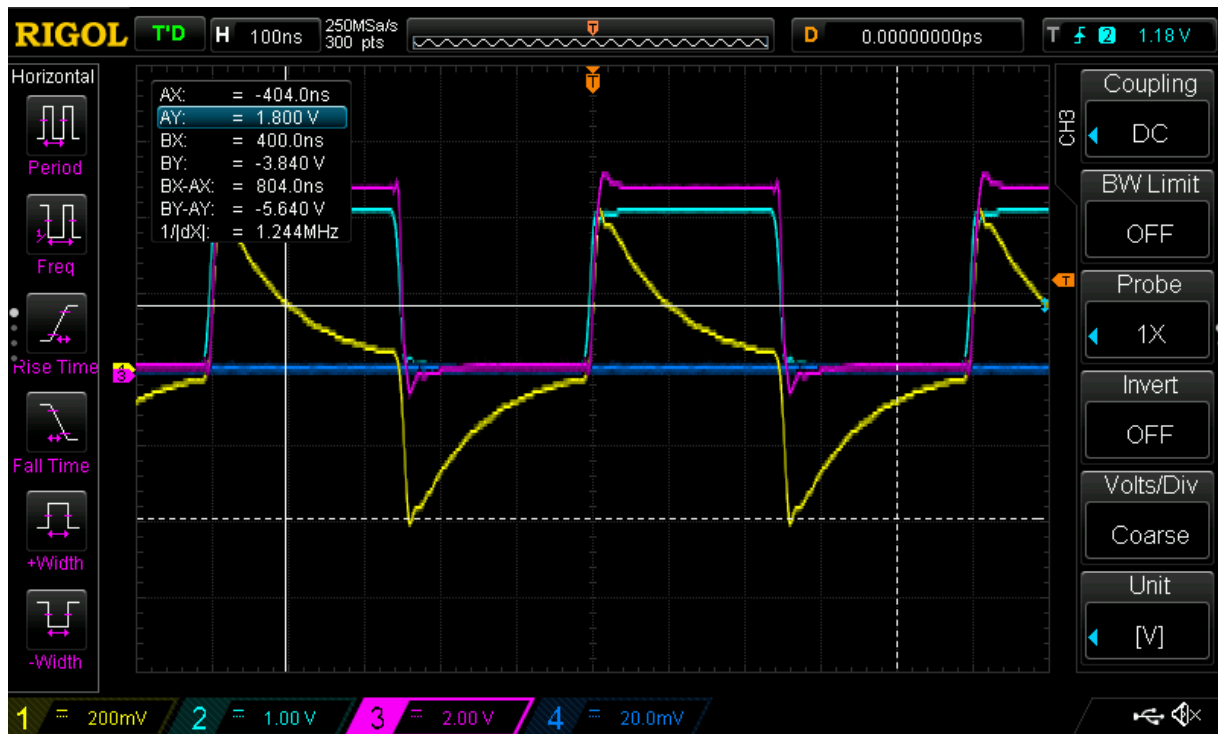 RIGOL T'D H 100ns 250MSa/s 300 pts D 0.00000000ps T 2 1.18 V
Horizontal
Period
Freq
Rise Time
Fall Time
+Width
-Width
AX: = -404.0ns
AY: = 1.800 V
BX: = 400.0ns
BY: = -3.840 V
BX-AX: = 804.0ns
BY-AY: = -5.640 V
1/|dX|: = 1.244MHz
T
T
3
CH3
Coupling
DC
BW Limit
OFF
Probe
1X
Invert
OFF
Volts/Div
Coarse
Unit
[V]
1 = 200mV 2 = 1.00 V 3 = 2.00 V 4 = 20.0mV